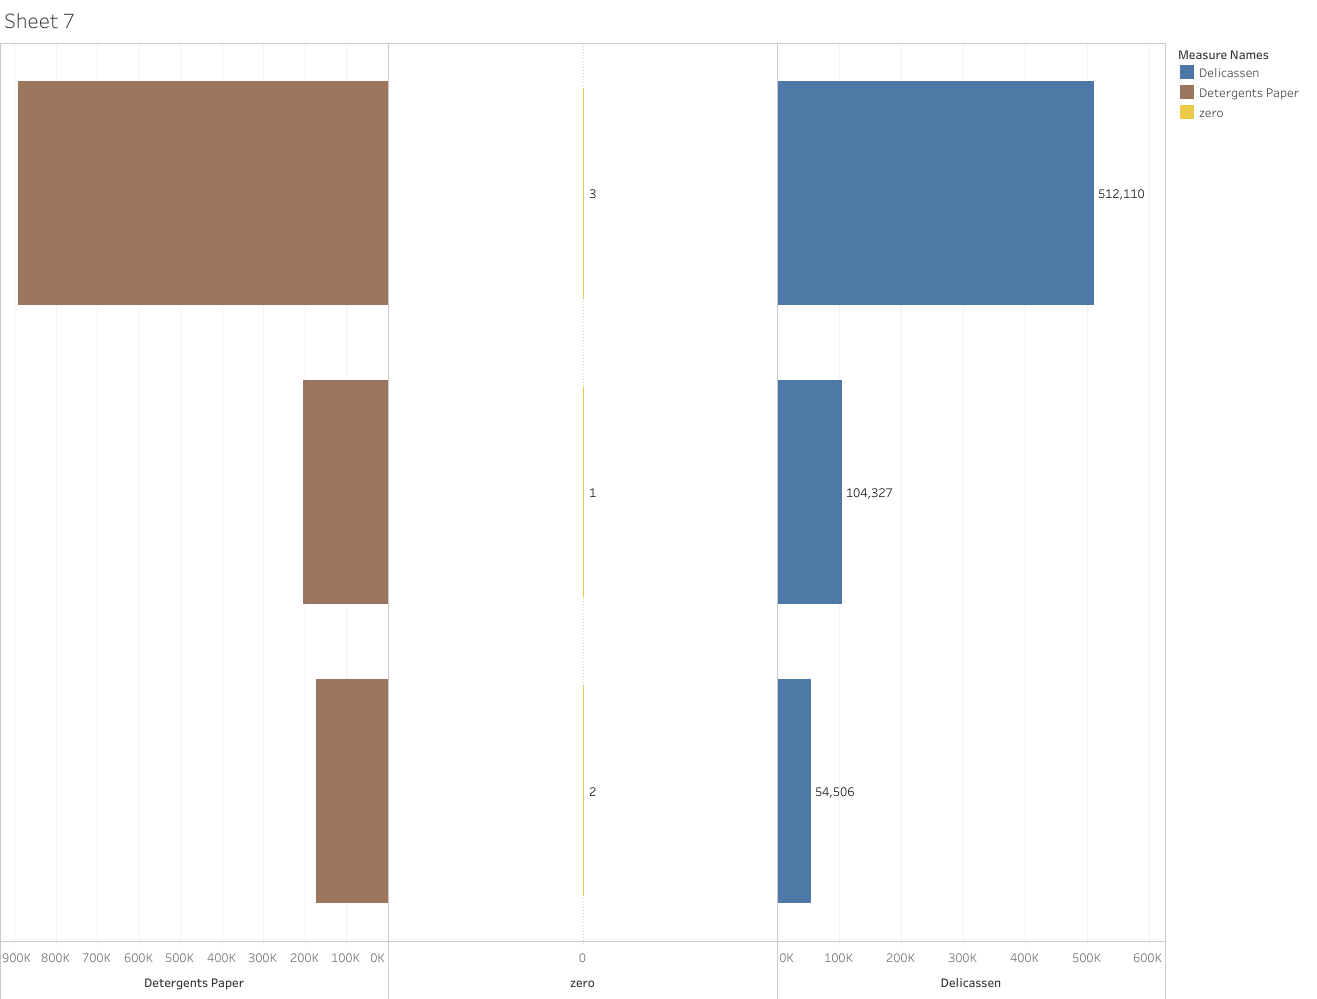 Sheet 7
Measure Names
Delicassen
Detergents Paper
zero
3
512,110
1
104,327
2
54,506
900K 800K 700K 600K 500K 400K 300K 200K 100K 0K
0
0K 100K 200K 300K 400K 500K 600K
Detergents Paper
zero
Delicassen